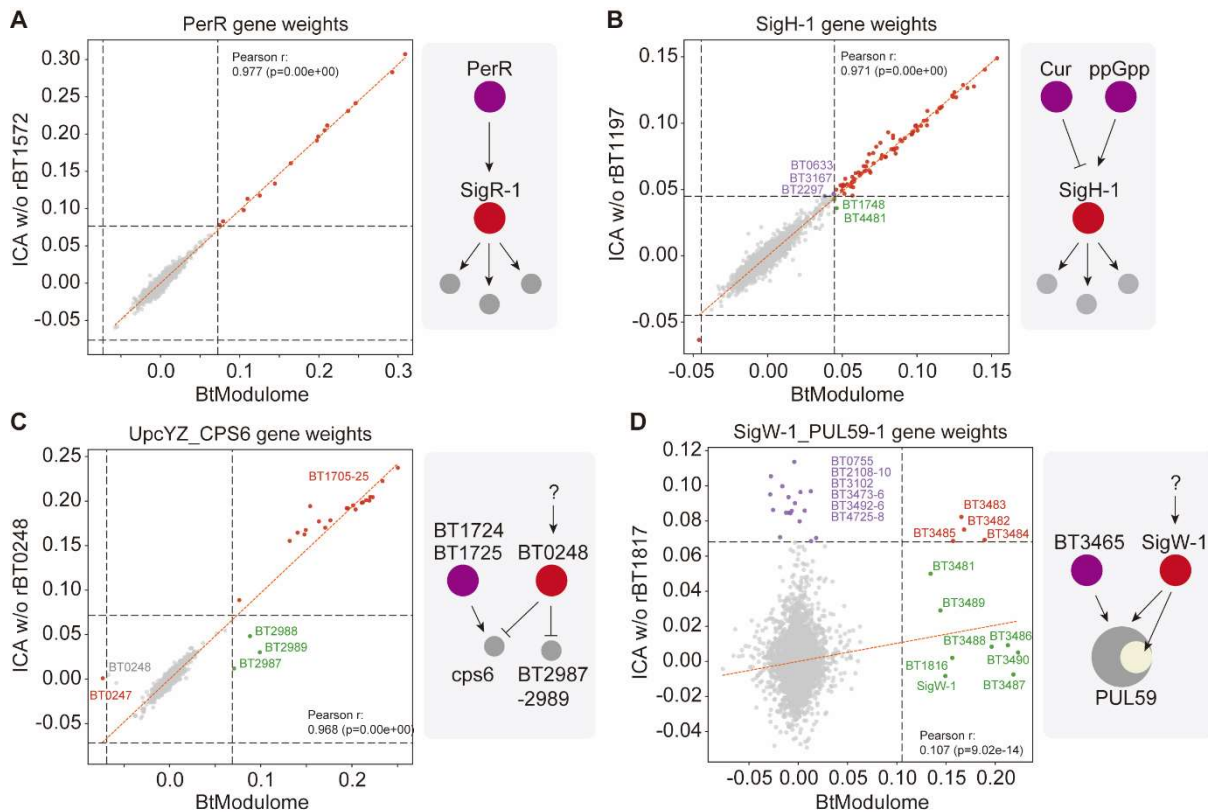 A
PerR gene weights
ICA w/o rBT1572
0.30
0.25
0.20
0.15
0.10
0.05
0.00
-0.05
Pearson r:
0.977 (p=0.00e+00)
0.0
0.1
0.2
0.3
BtModulome
PerR
SigR-1
B
SigH-1 gene weights
ICA w/o rBT1197
0.15
0.10
0.05
0.00
-0.05
Pearson r:
0.971 (p=0.00e+00)
BT0633
BT3167
BT2297
BT1748
BT4481
-0.05
0.00
0.05
0.10
0.15
BtModulome
Cur
ppGpp
SigH-1
C
UpcYZ_CPS6 gene weights
ICA w/o rBT0248
0.25
0.20
0.15
0.10
0.05
0.00
-0.05
BT1705-25
BT2988
BT2989
BT2987
BT0248
BT0247
Pearson r:
0.968 (p=0.00e+00)
0.0
0.1
0.2
BtModulome
?
BT1724
BT1725
BT0248
cps6
BT2987
-2989
D
SigW-1_PUL59-1 gene weights
ICA w/o rBT1817
0.12
0.10
0.08
0.06
0.04
0.02
0.00
-0.02
-0.04
BT0755
BT2108-10
BT3102
BT3473-6
BT3492-6
BT4725-8
BT3483
BT3482
BT3485
BT3484
BT3481
BT3489
BT3488
BT3486
BT1816
BT3490
SigW-1
BT3487
Pearson r:
0.107 (p=9.02e-14)
-0.05
0.00
0.05
0.10
0.15
0.20
BtModulome
?
BT3465
SigW-1
PUL59